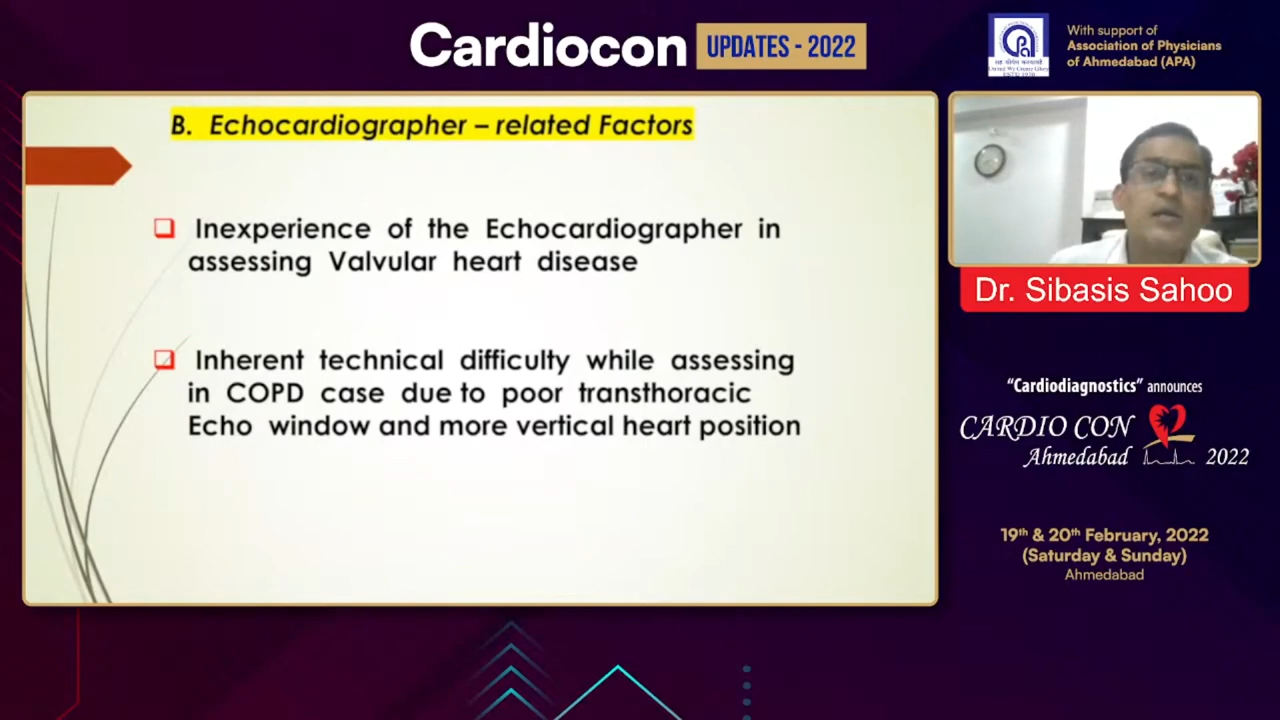 Cardiocon UPDATES - 2022
With support of
Association of Physicians
of Ahmedabad (APA)
B. Echocardiographer – related Factors
Inexperience of the Echocardiographer in
assessing Valvular heart disease
Inherent technical difficulty while assessing
in COPD case due to poor transthoracic
Echo window and more vertical heart position
Dr. Sibasis Sahoo
"Cardiodiagnostics" announces
CARDIO CON
Ahmedabad 2022
19th & 20th February, 2022
(Saturday & Sunday)
Ahmedabad